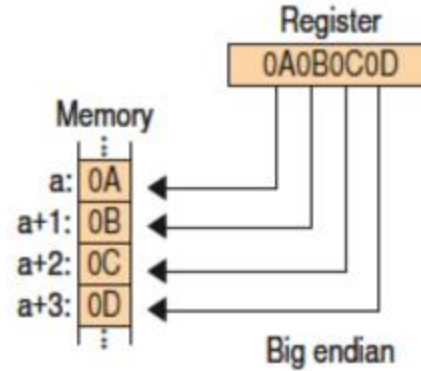 Register
0A0B0C0D
Memory
a: 0A
a+1: 0B
a+2: 0C
a+3: 0D
Big endian